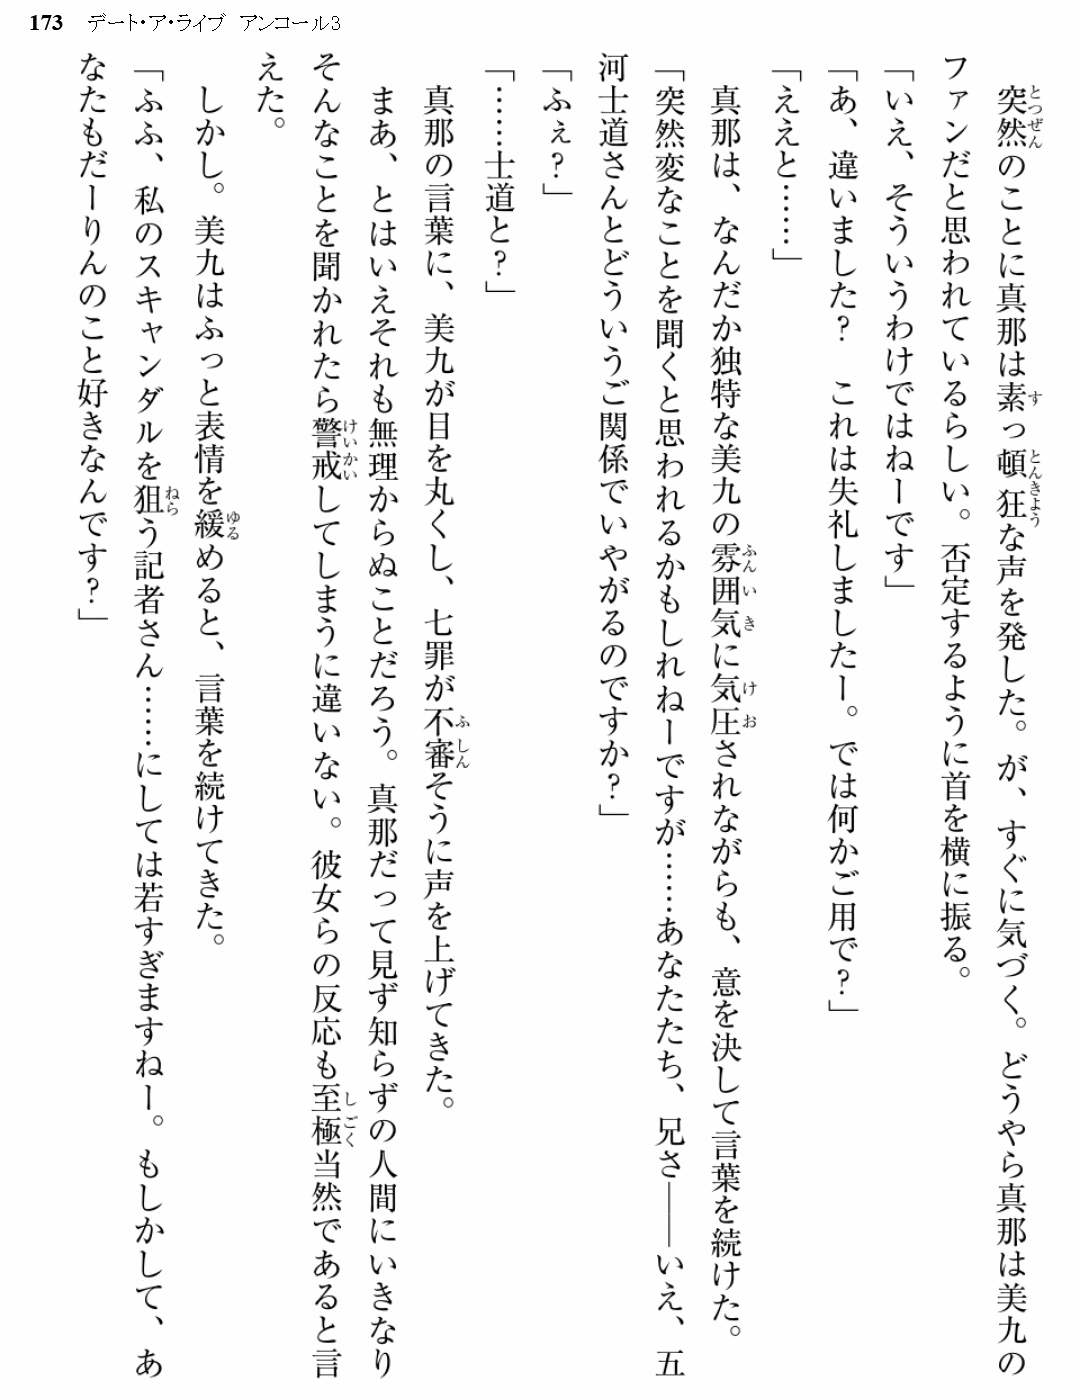 173 デート・ア・ライブ アンコール3
突然のことに真那は素っ頓狂な声を発した。が、すぐに気づく。どうやら真那は美九の
ファンだと思われているらしい。否定するように首を横に振る。
「いえ、そういうわけではねーです」
「あ、違いました？　これは失礼しましたー。では何かご用で？」
「ええと……」
真那は、なんだか独特な美九の雰囲気に気圧されながらも、意を決して言葉を続けた。
「突然変なことを聞くと思われるかもしれねーですが……あなたたち、兄さ――いえ、五
河士道さんとどういうご関係でいやがるのですか？」
「ふぇ？」
「……士道と？」
真那の言葉に、美九が目を丸くし、七罪が不審そうに声を上げてきた。
まあ、とはいえそれも無理からぬことだろう。真那だって見ず知らずの人間にいきなり
そんなことを聞かれたら警戒してしまうに違いない。彼女らの反応も至極当然であると言
えた。
しかし。美九はふっと表情を緩めると、言葉を続けてきた。
「ふふ、私のスキャンダルを狙う記者さん……にしては若すぎますねー。もしかして、あ
なたもだーりんのこと好きなんです？」